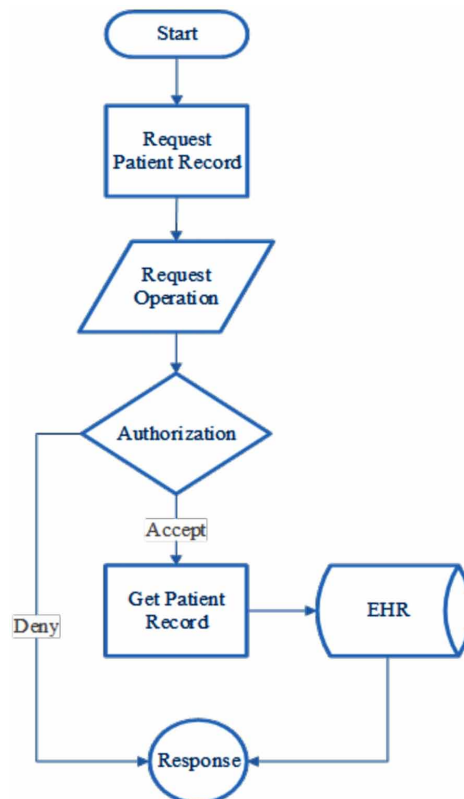 Start
Request
Patient Record
Request
Operation
Authorization
Accept
Get Patient
Record
EHR
Deny
Response